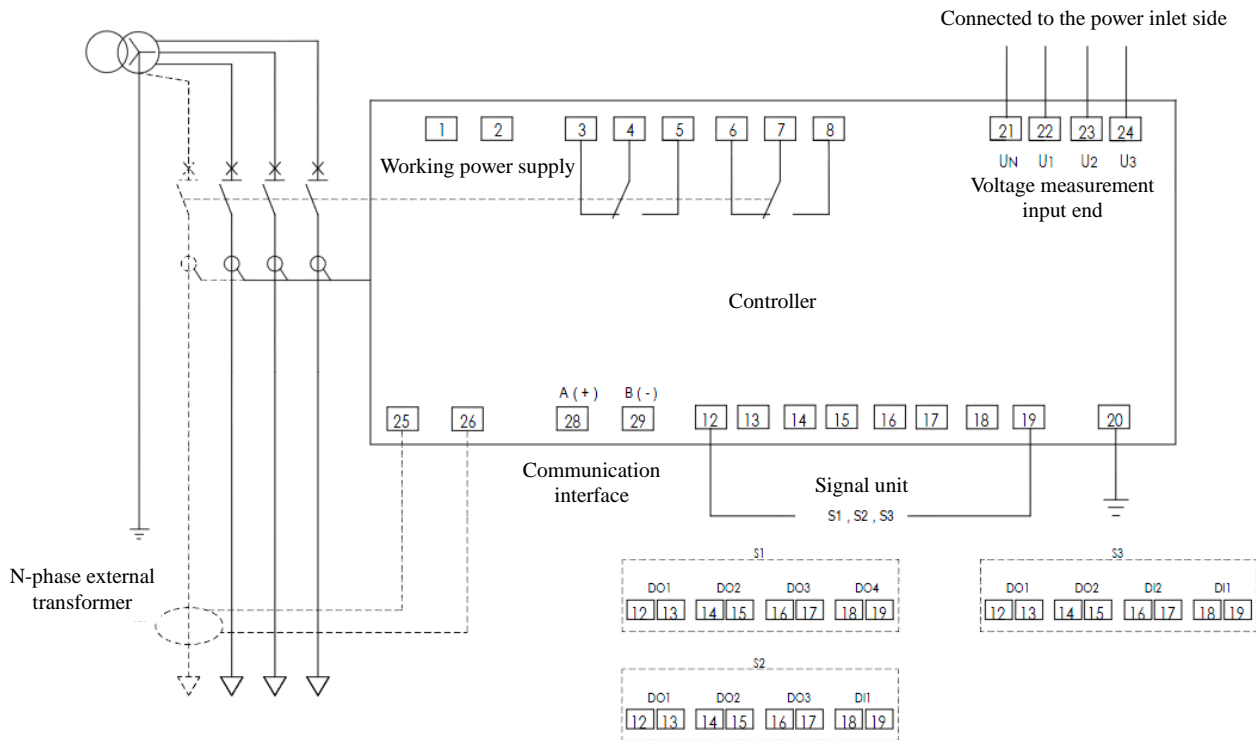 Connected to the power inlet side
1 2 3 4 5 6 7 8 21 22 23 24
UN U1 U2 U3
Working power supply
Voltage measurement
input end
Controller
A ( + ) B ( - )
25 26 28 29 12 13 14 15 16 17 18 19 20
Communication
interface
Signal unit
S1 , S2 , S3
N-phase external
transformer
S1
DO1 DO2 DO3 DO4
12 13 14 15 16 17 18 19
S3
DO1 DO2 DI2 DI1
12 13 14 15 16 17 18 19
S2
DO1 DO2 DO3 DI1
12 13 14 15 16 17 18 19